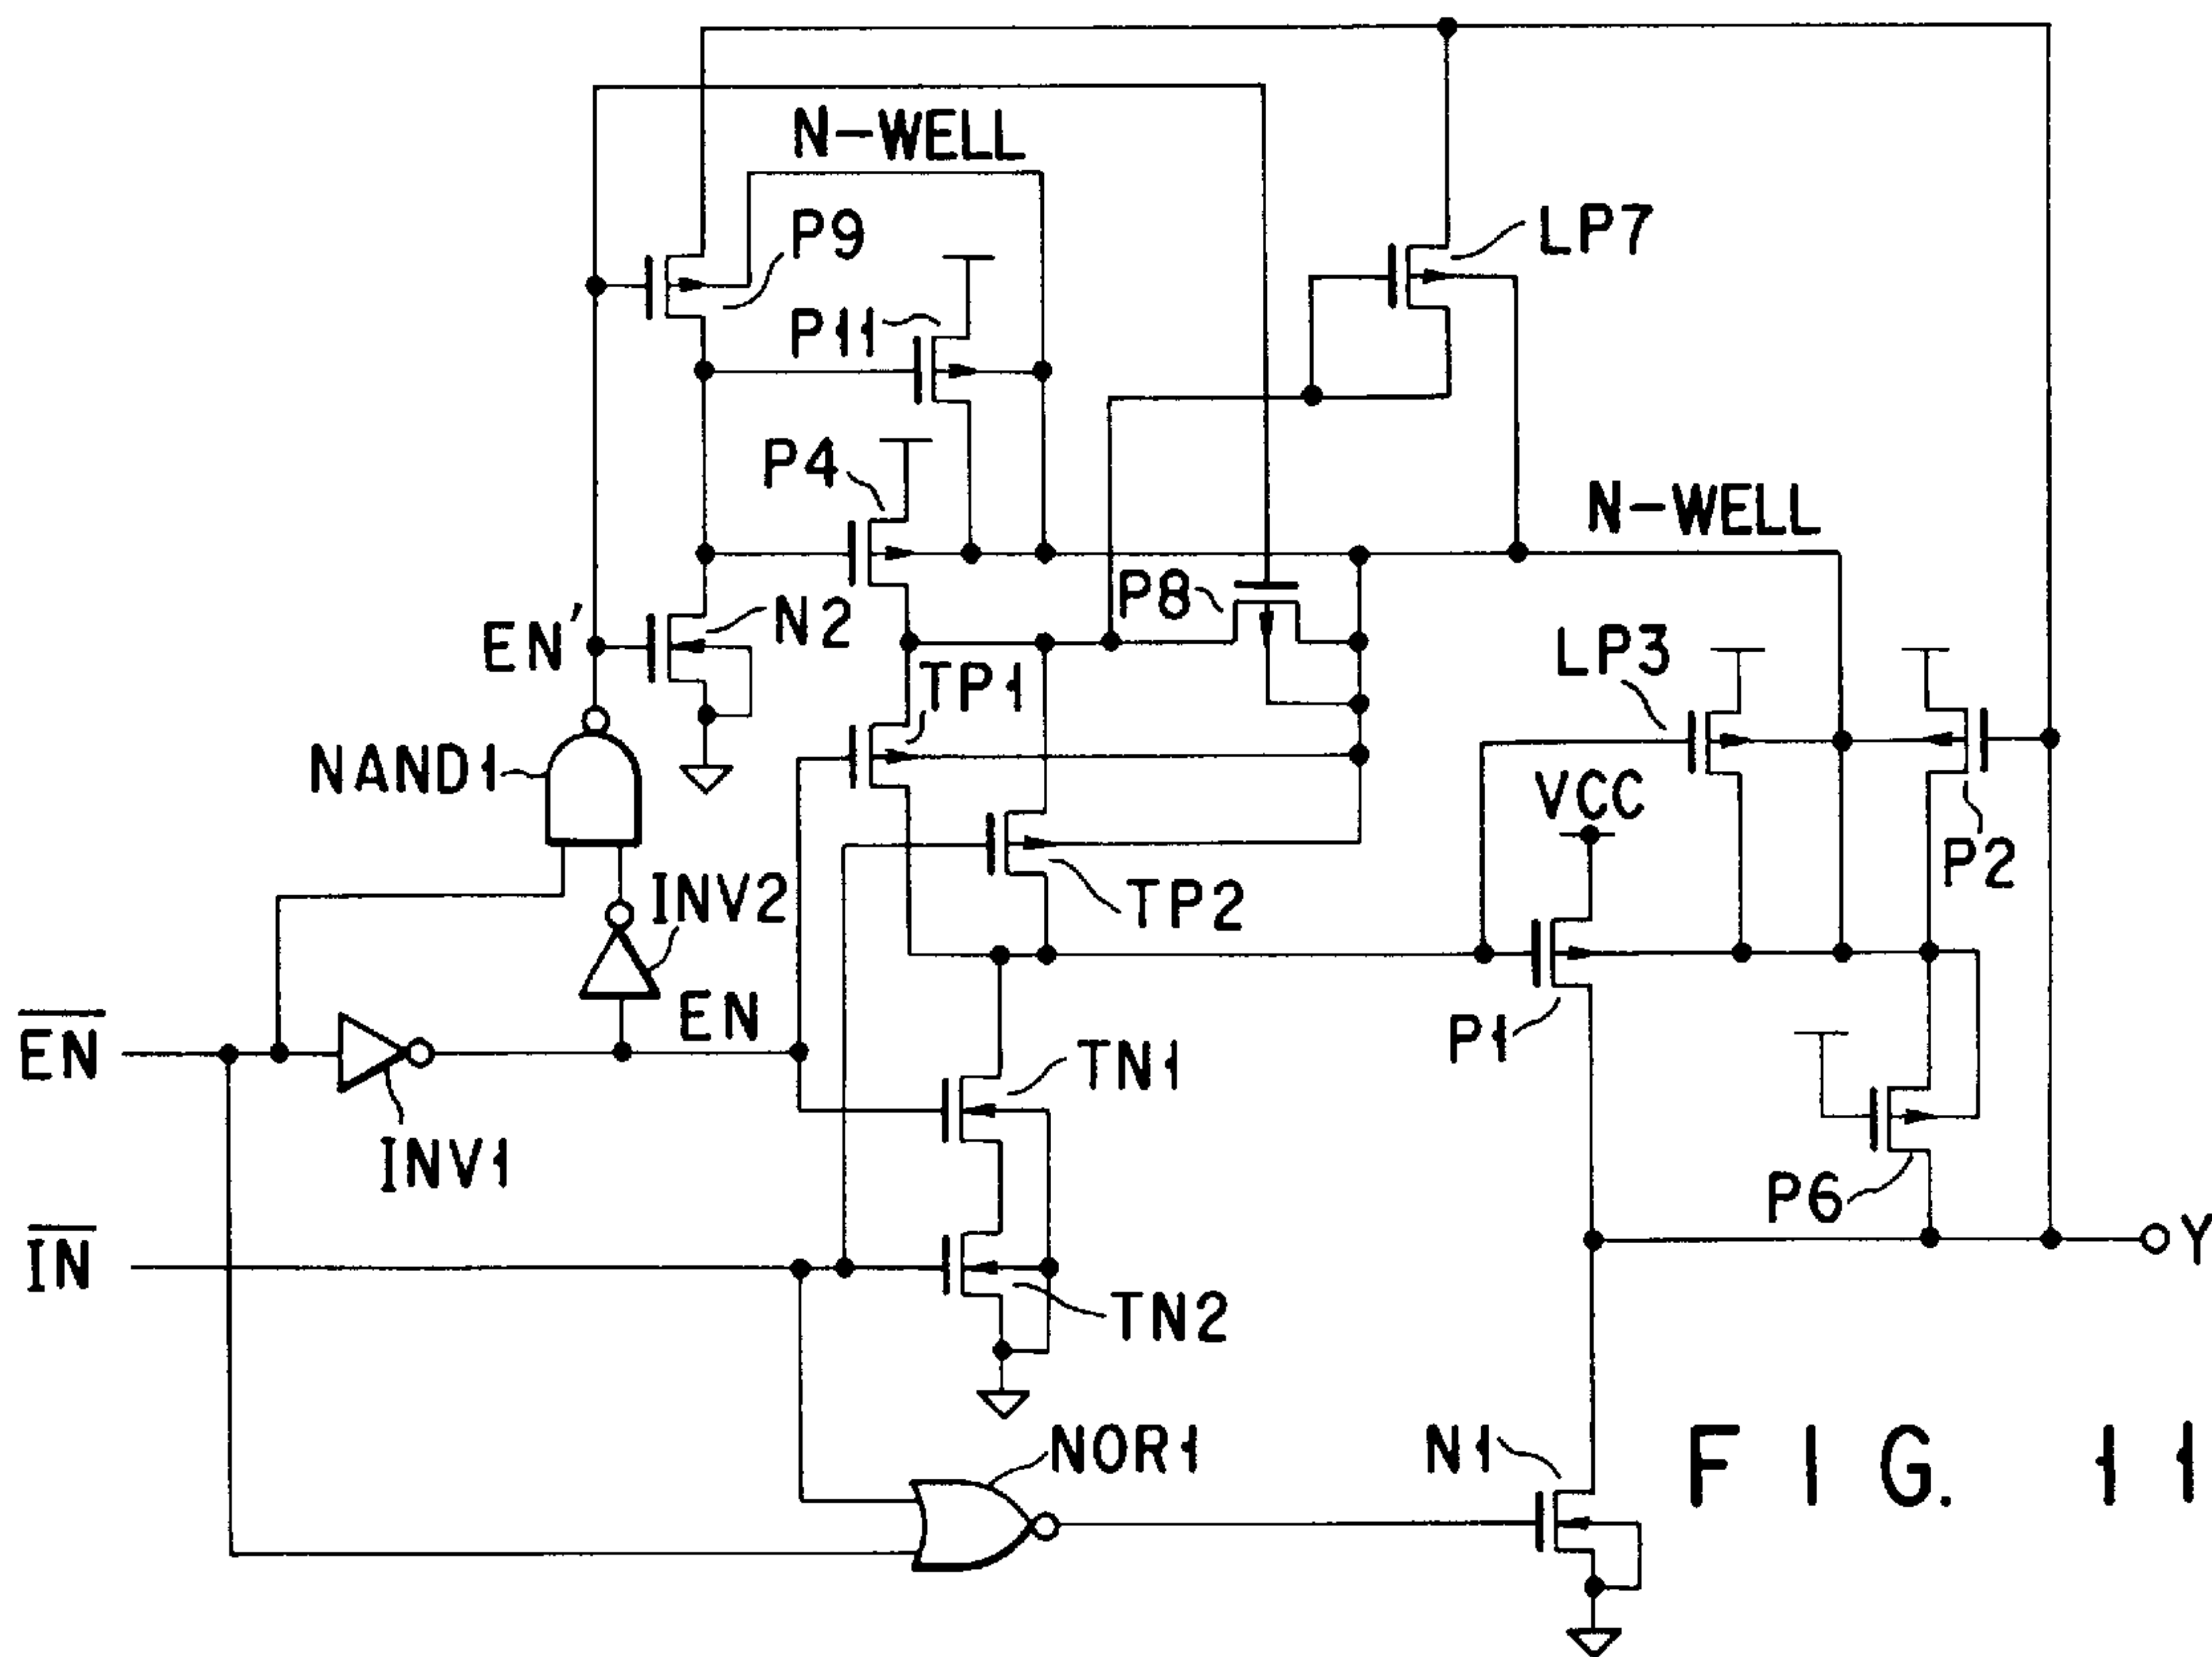 N-WELL
P9
LP7
P11
P4
N-WELL
P8
EN'
N2
LP3
TP1
NAND1
VCC
P2
INV2
TP2
EN
EN
P1
TN1
INV1
P6
IN
Y
TN2
NOR1
N1
FIG. 11